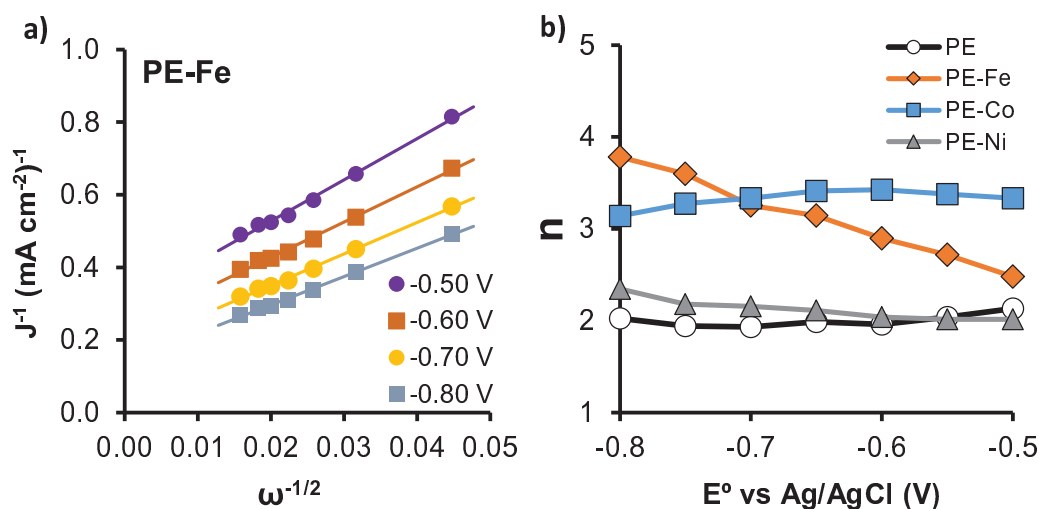 a)
PE-Fe
1.0
0.8
0.6
0.4
0.2
0.0
J⁻¹ (mA cm⁻²)⁻¹
-0.50 V
-0.60 V
-0.70 V
-0.80 V
0.00 0.01 0.02 0.03 0.04 0.05
ω⁻¹/²
b)
PE
PE-Fe
PE-Co
PE-Ni
5
4
3
2
1
n
-0.8 -0.7 -0.6 -0.5
Eº vs Ag/AgCl (V)